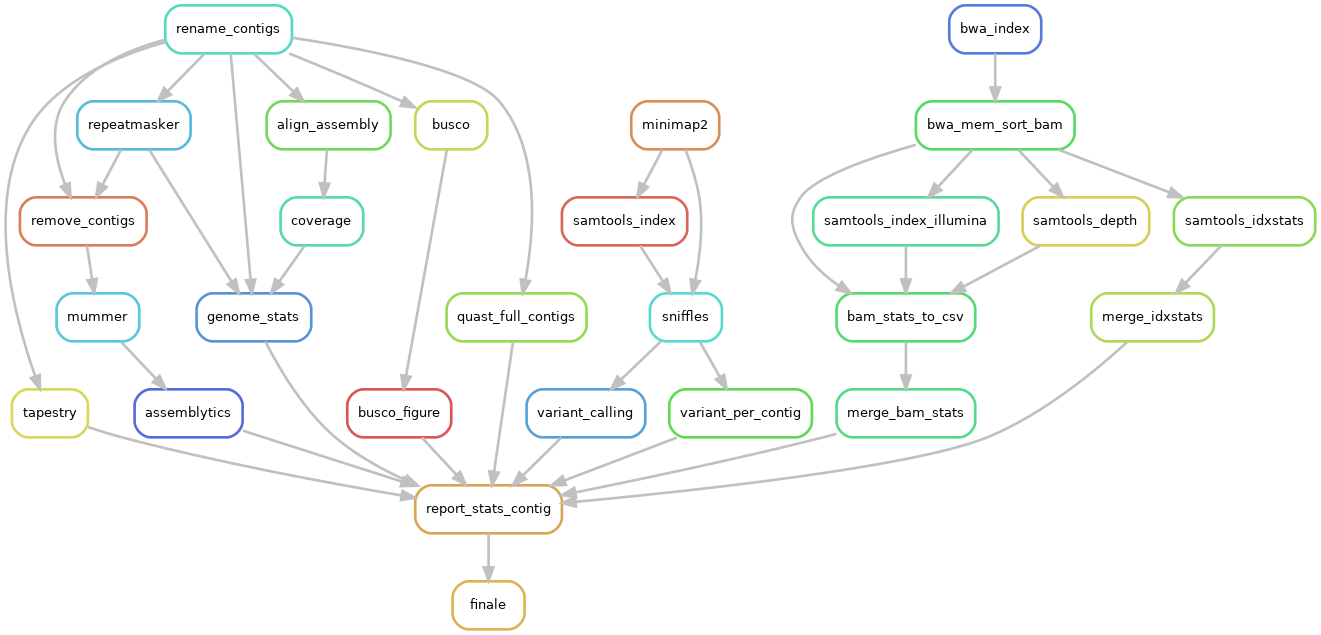 rename_contigs
bwa_index
repeatmasker
align_assembly
busco
minimap2
bwa_mem_sort_bam
remove_contigs
coverage
samtools_index
samtools_index_illumina
samtools_depth
samtools_idxstats
mummer
genome_stats
quast_full_contigs
sniffles
bam_stats_to_csv
merge_idxstats
tapestry
assemblytics
busco_figure
variant_calling
variant_per_contig
merge_bam_stats
report_stats_contig
finale